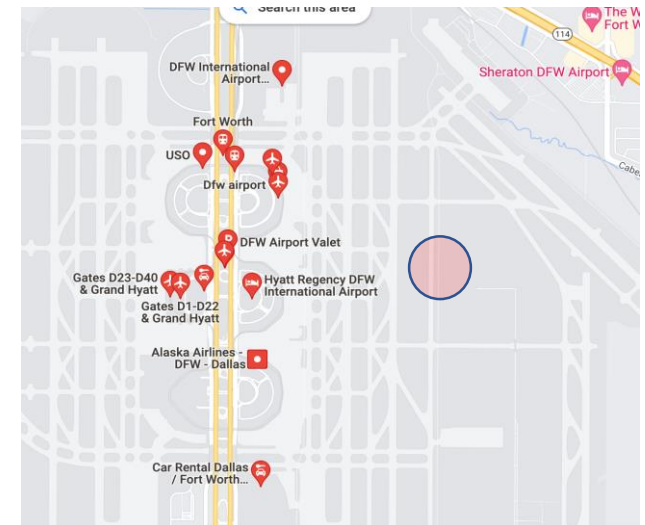 Search this area
The W
Fort W
114
DFW International
Airport...
Sheraton DFW Airport
Fort Worth
USO
Cabe
Dfw airport
DFW Airport Valet
Gates D23-D40
& Grand Hyatt
Hyatt Regency DFW
International Airport
Gates D1-D22
& Grand Hyatt
Alaska Airlines -
DFW - Dallas
Car Rental Dallas
/ Fort Worth...